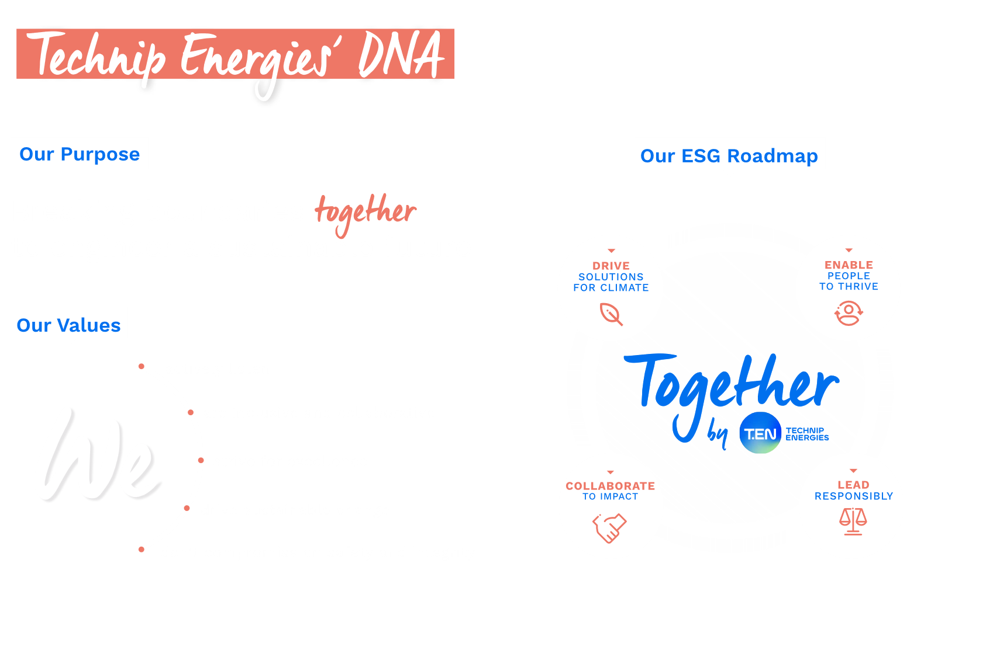 Technip Energies' DNA
Our Purpose
together
Our Values
We
Our ESG Roadmap
DRIVE
SOLUTIONS
FOR CLIMATE
ENABLE
PEOPLE
TO THRIVE
Together
by T.EN TECHNIP
ENERGIES
COLLABORATE
TO IMPACT
LEAD
RESPONSIBLY